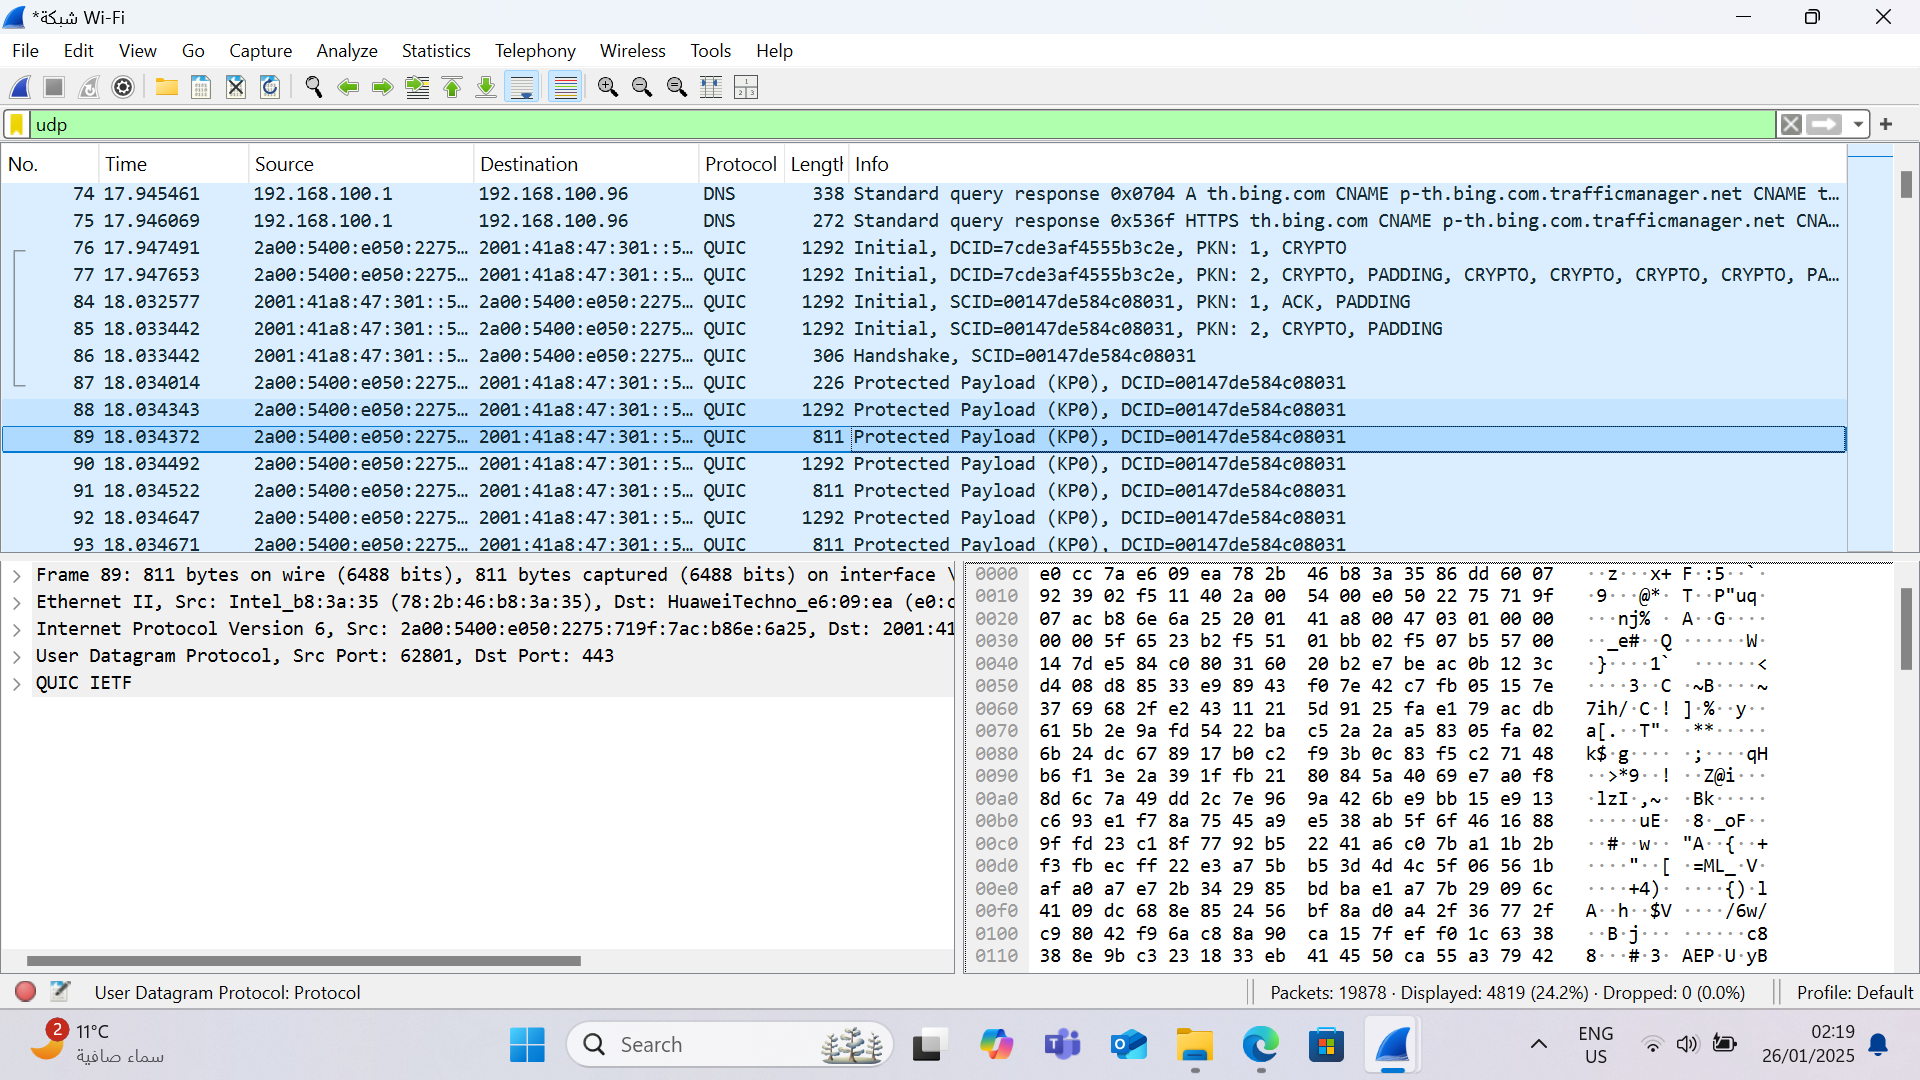 *شبكة Wi-Fi
File Edit View Go Capture Analyze Statistics Telephony Wireless Tools Help
udp
No. Time Source Destination Protocol Length Info
74 17.945461 192.168.100.1 192.168.100.96 DNS 338 Standard query response 0x0704 A th.bing.com CNAME p-th.bing.com.trafficmanager.net CNAME t…
75 17.946069 192.168.100.1 192.168.100.96 DNS 272 Standard query response 0x536f HTTPS th.bing.com CNAME p-th.bing.com.trafficmanager.net CNA…
76 17.947491 2a00:5400:e050:2275… 2001:41a8:47:301::5… QUIC 1292 Initial, DCID=7cde3af4555b3c2e, PKN: 1, CRYPTO
77 17.947653 2a00:5400:e050:2275… 2001:41a8:47:301::5… QUIC 1292 Initial, DCID=7cde3af4555b3c2e, PKN: 2, CRYPTO, PADDING, CRYPTO, CRYPTO, CRYPTO, CRYPTO, PA…
84 18.032577 2001:41a8:47:301::5… 2a00:5400:e050:2275… QUIC 1292 Initial, SCID=00147de584c08031, PKN: 1, ACK, PADDING
85 18.033442 2001:41a8:47:301::5… 2a00:5400:e050:2275… QUIC 1292 Initial, SCID=00147de584c08031, PKN: 2, CRYPTO, PADDING
86 18.033442 2001:41a8:47:301::5… 2a00:5400:e050:2275… QUIC 306 Handshake, SCID=00147de584c08031
87 18.034014 2a00:5400:e050:2275… 2001:41a8:47:301::5… QUIC 226 Protected Payload (KP0), DCID=00147de584c08031
88 18.034343 2a00:5400:e050:2275… 2001:41a8:47:301::5… QUIC 1292 Protected Payload (KP0), DCID=00147de584c08031
89 18.034372 2a00:5400:e050:2275… 2001:41a8:47:301::5… QUIC 811 Protected Payload (KP0), DCID=00147de584c08031
90 18.034492 2a00:5400:e050:2275… 2001:41a8:47:301::5… QUIC 1292 Protected Payload (KP0), DCID=00147de584c08031
91 18.034522 2a00:5400:e050:2275… 2001:41a8:47:301::5… QUIC 811 Protected Payload (KP0), DCID=00147de584c08031
92 18.034647 2a00:5400:e050:2275… 2001:41a8:47:301::5… QUIC 1292 Protected Payload (KP0), DCID=00147de584c08031
93 18.034671 2a00:5400:e050:2275… 2001:41a8:47:301::5… QUIC 811 Protected Payload (KP0), DCID=00147de584c08031
Frame 89: 811 bytes on wire (6488 bits), 811 bytes captured (6488 bits) on interface \
Ethernet II, Src: Intel_b8:3a:35 (78:2b:46:b8:3a:35), Dst: HuaweiTechno_e6:09:ea (e0:c
Internet Protocol Version 6, Src: 2a00:5400:e050:2275:719f:7ac:b86e:6a25, Dst: 2001:41
User Datagram Protocol, Src Port: 62801, Dst Port: 443
QUIC IETF
0000 e0 cc 7a e6 09 ea 78 2b 46 b8 3a 35 86 dd 60 07 ··z···x+ F·:5··`·
0010 92 39 02 f5 11 40 2a 00 54 00 e0 50 22 75 71 9f ·9···@*· T··P"uq·
0020 07 ac b8 6e 6a 25 20 01 41 a8 00 47 03 01 00 00 ···nj% · A··G····
0030 00 00 5f 65 23 b2 f5 51 01 bb 02 f5 07 b5 57 00 ··_e#··Q ······W·
0040 14 7d e5 84 c0 80 31 60 20 b2 e7 be ac 0b 12 3c ·}····1` ······<
0050 d4 08 d8 85 33 e9 89 43 f0 7e 42 c7 fb 05 15 7e ····3··C ·~B····~
0060 37 69 68 2f e2 43 11 21 5d 91 25 fa e1 79 ac db 7ih/·C·! ]·%··y··
0070 61 5b 2e 9a fd 54 22 ba c5 2a 2a a5 83 05 fa 02 a[.··T"· ·**·····
0080 6b 24 dc 67 89 17 b0 c2 f9 3b 0c 83 f5 c2 71 48 k$·g···· ·;····qH
0090 b6 f1 3e 2a 39 1f fb 21 80 84 5a 40 69 e7 a0 f8 ··>*9··! ··Z@i···
00a0 8d 6c 7a 49 dd 2c 7e 96 9a 42 6b e9 bb 15 e9 13 ·lzI·,~· ·Bk·····
00b0 c6 93 e1 f7 8a 75 45 a9 e5 38 ab 5f 6f 46 16 88 ·····uE· ·8·_oF··
00c0 9f fd 23 c1 8f 77 92 b5 22 41 a6 c0 7b a1 1b 2b ··#··w·· "A··{··+
00d0 f3 fb ec ff 22 e3 a7 5b b5 3d 4d 4c 5f 06 56 1b ····"··[ ·=ML_·V·
00e0 af a0 a7 e7 2b 34 29 85 bd ba e1 a7 7b 29 09 6c ····+4)· ····{)·l
00f0 41 09 dc 68 8e 85 24 56 bf 8a d0 a4 2f 36 77 2f A··h··$V ····/6w/
0100 c9 80 42 f9 6a c8 8a 90 ca 15 7f ef f0 1c 63 38 ··B·j··· ······c8
0110 38 8e 9b c3 23 18 33 eb 41 45 50 ca 55 a3 79 42 8···#·3· AEP·U·yB
User Datagram Protocol: Protocol
Packets: 19878 · Displayed: 4819 (24.2%) · Dropped: 0 (0.0%)
Profile: Default
2
11°C
سماء صافية
Search
ENG
US
02:19
26/01/2025